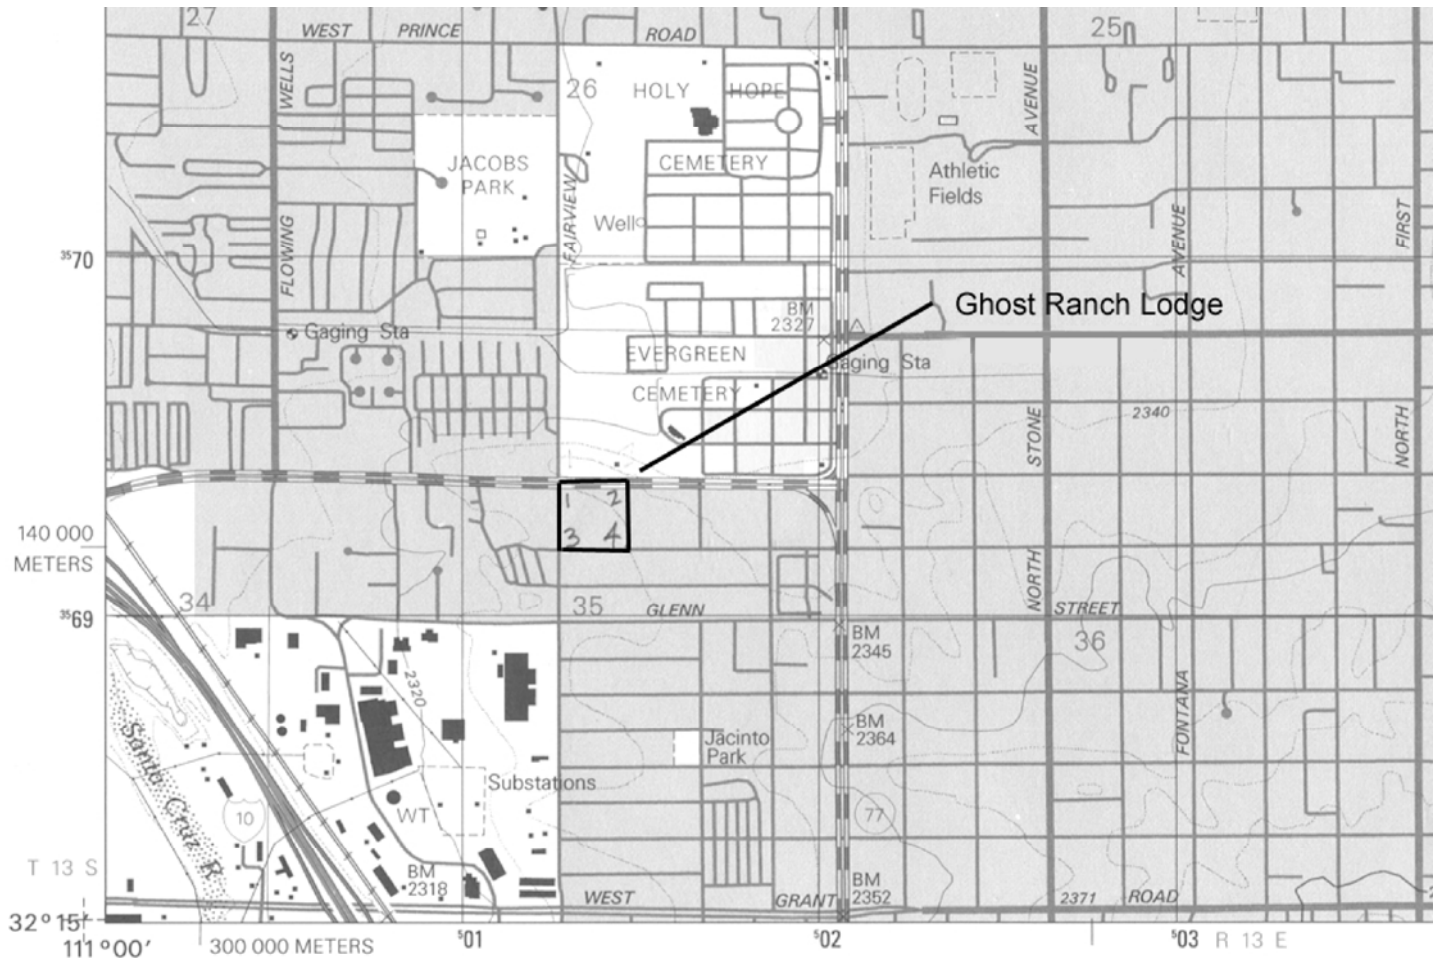 27
WEST PRINCE ROAD
25
WELLS
26
HOLY HOPE
AVENUE
JACOBS
PARK
CEMETERY
Athletic
Fields
FAIRVIEW
Well
AVENUE
FIRST
3570
FLOWING
BM
2327
Ghost Ranch Lodge
Gaging Sta
EVERGREEN
Gaging Sta
CEMETERY
2340
STONE
NORTH
1 2
3 4
140 000
METERS
NORTH
34
35
GLENN
STREET
3569
BM
2345
36
2320
BM
2364
FONTANA
Jacinto
Park
Santa Cruz R
Substations
10
WT
77
T 13 S
BM
2318
BM
2352
WEST GRANT
2371
ROAD
32°15'
111°00'
300 000 METERS
501
502
503
R 13 E